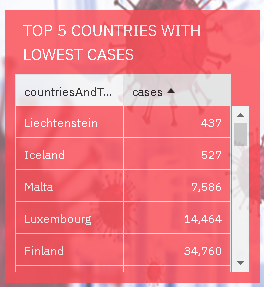 TOP 5 COUNTRIES WITH
LOWEST CASES
countriesAndT... cases
Liechtenstein 437
Iceland 527
Malta 7,586
Luxembourg 14,464
Finland 34,760